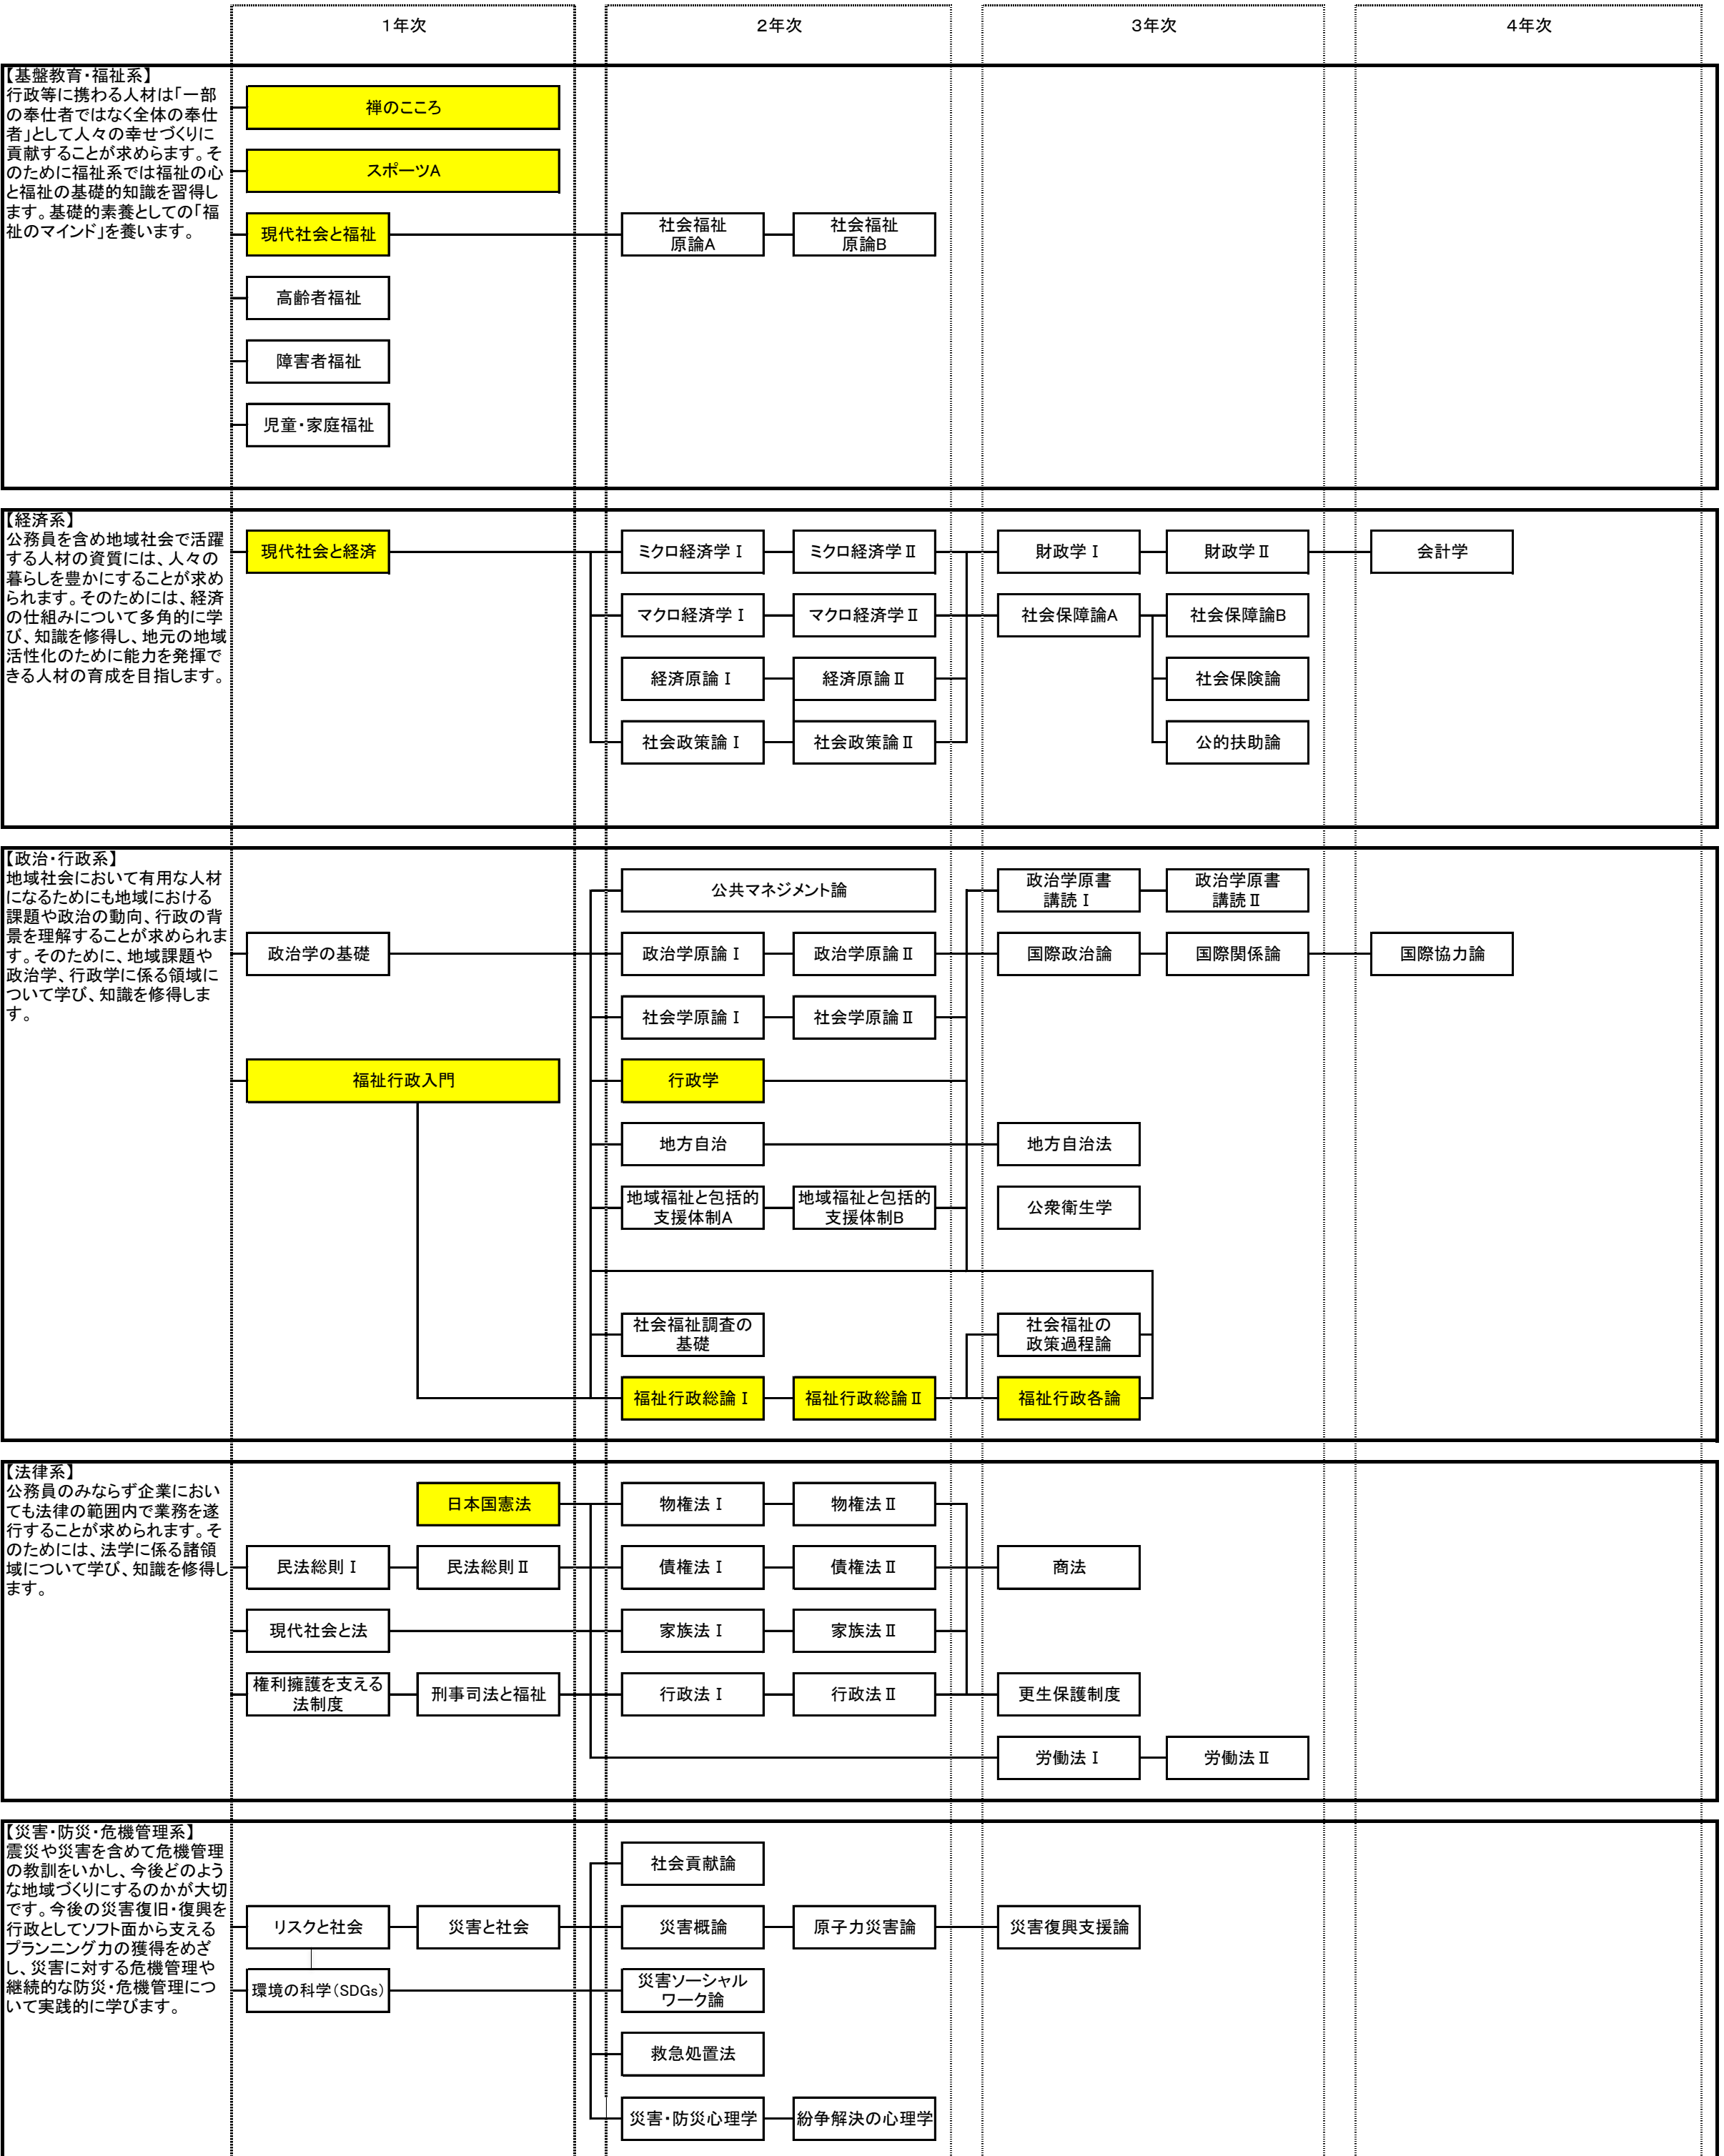 1年次
2年次
3年次
4年次
【基盤教育・福祉系】
行政等に携わる人材は「一部
の奉仕者ではなく全体の奉仕
者」として人々の幸せづくりに
貢献することが求めらます。そ
のために福祉系では福祉の心
と福祉の基礎的知識を習得し
ます。基礎的素養としての「福
祉のマインド」を養います。
禅のこころ
スポーツA
現代社会と福祉
社会福祉
原論A
社会福祉
原論B
高齢者福祉
障害者福祉
児童・家庭福祉
【経済系】
公務員を含め地域社会で活躍
する人材の資質には、人々の
暮らしを豊かにすることが求め
られます。そのためには、経済
の仕組みについて多角的に学
び、知識を修得し、地元の地域
活性化のために能力を発揮で
きる人材の育成を目指します。
現代社会と経済
ミクロ経済学Ⅰ
ミクロ経済学Ⅱ
財政学Ⅰ
財政学Ⅱ
会計学
マクロ経済学Ⅰ
マクロ経済学Ⅱ
社会保障論A
社会保障論B
経済原論Ⅰ
経済原論Ⅱ
社会保険論
社会政策論Ⅰ
社会政策論Ⅱ
公的扶助論
【政治・行政系】
地域社会において有用な人材
になるためにも地域における
課題や政治の動向、行政の背
景を理解することが求められま
す。そのために、地域課題や
政治学、行政学に係る領域に
ついて学び、知識を修得しま
す。
公共マネジメント論
政治学原書
講読Ⅰ
政治学原書
講読Ⅱ
政治学の基礎
政治学原論Ⅰ
政治学原論Ⅱ
国際政治論
国際関係論
国際協力論
社会学原論Ⅰ
社会学原論Ⅱ
福祉行政入門
行政学
地方自治
地方自治法
地域福祉と包括的
支援体制A
地域福祉と包括的
支援体制B
公衆衛生学
社会福祉調査の
基礎
社会福祉の
政策過程論
福祉行政総論Ⅰ
福祉行政総論Ⅱ
福祉行政各論
【法律系】
公務員のみならず企業におい
ても法律の範囲内で業務を遂
行することが求められます。そ
のためには、法学に係る諸領
域について学び、知識を修得し
ます。
日本国憲法
物権法Ⅰ
物権法Ⅱ
民法総則Ⅰ
民法総則Ⅱ
債権法Ⅰ
債権法Ⅱ
商法
現代社会と法
家族法Ⅰ
家族法Ⅱ
権利擁護を支える
法制度
刑事司法と福祉
行政法Ⅰ
行政法Ⅱ
更生保護制度
労働法Ⅰ
労働法Ⅱ
【災害・防災・危機管理系】
震災や災害を含めて危機管理
の教訓をいかし、今後どのよう
な地域づくりにするのかが大切
です。今後の災害復旧・復興を
行政としてソフト面から支える
プランニング力の獲得をめざ
し、災害に対する危機管理や
継続的な防災・危機管理につ
いて実践的に学びます。
社会貢献論
リスクと社会
災害と社会
災害概論
原子力災害論
災害復興支援論
環境の科学（SDGs）
災害ソーシャル
ワーク論
救急処置法
災害・防災心理学
紛争解決の心理学